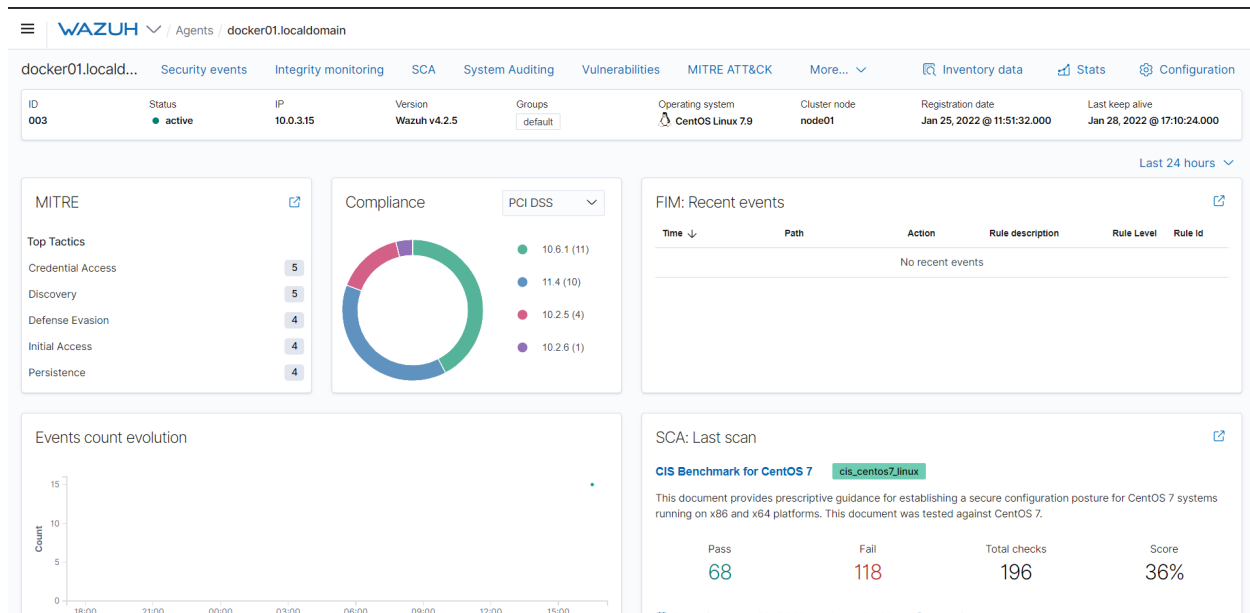 WAZUH / Agents / docker01.localdomain
docker01.locald... Security events Integrity monitoring SCA System Auditing Vulnerabilities MITRE ATT&CK More... Inventory data Stats Configuration
ID Status IP Version Groups Operating system Cluster node Registration date Last keep alive
003 active 10.0.3.15 Wazuh v4.2.5 default CentOS Linux 7.9 node01 Jan 25, 2022 @ 11:51:32.000 Jan 28, 2022 @ 17:10:24.000
Last 24 hours
MITRE
Top Tactics
Credential Access 5
Discovery 5
Defense Evasion 4
Initial Access 4
Persistence 4
Compliance PCI DSS
10.6.1 (11)
11.4 (10)
10.2.5 (4)
10.2.6 (1)
FIM: Recent events
Time Path Action Rule description Rule Level Rule Id
No recent events
Events count evolution
Count
15
10
5
0
18:00 21:00 00:00 03:00 06:00 09:00 12:00 15:00
SCA: Last scan
CIS Benchmark for CentOS 7 cis_centos7_linux
This document provides prescriptive guidance for establishing a secure configuration posture for CentOS 7 systems
running on x86 and x64 platforms. This document was tested against CentOS 7.
Pass Fail Total checks Score
68 118 196 36%